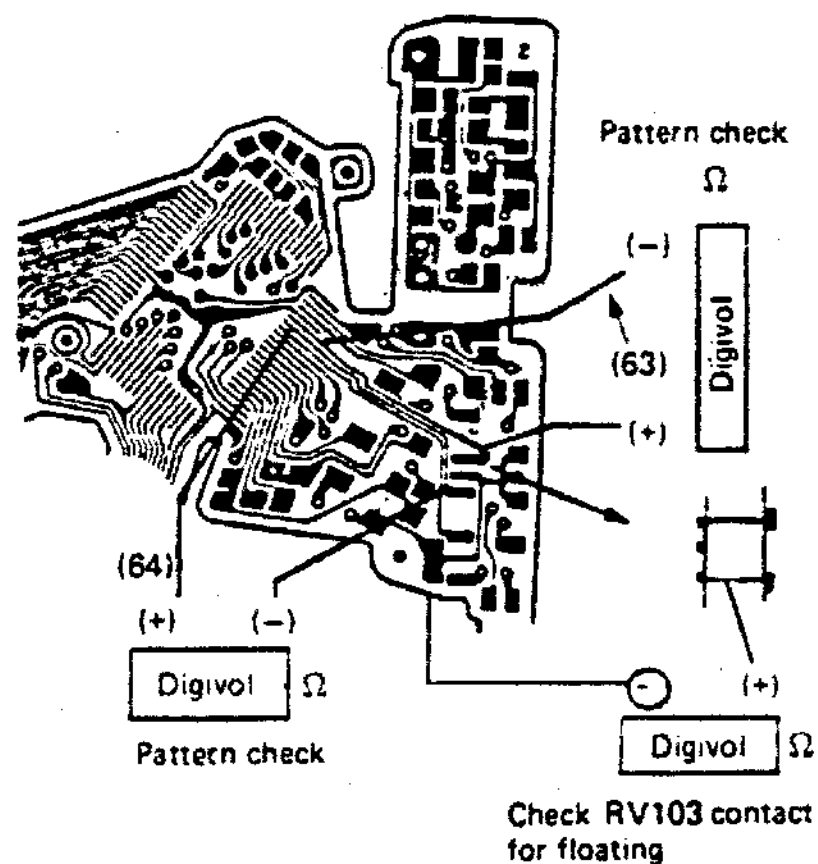 Pattern check
Ω
(−)
Digivol
(63)
(+)
(64)
(+) (−)
Digivol Ω
Pattern check
(+)
-
Digivol Ω
Check RV103 contact
for floating